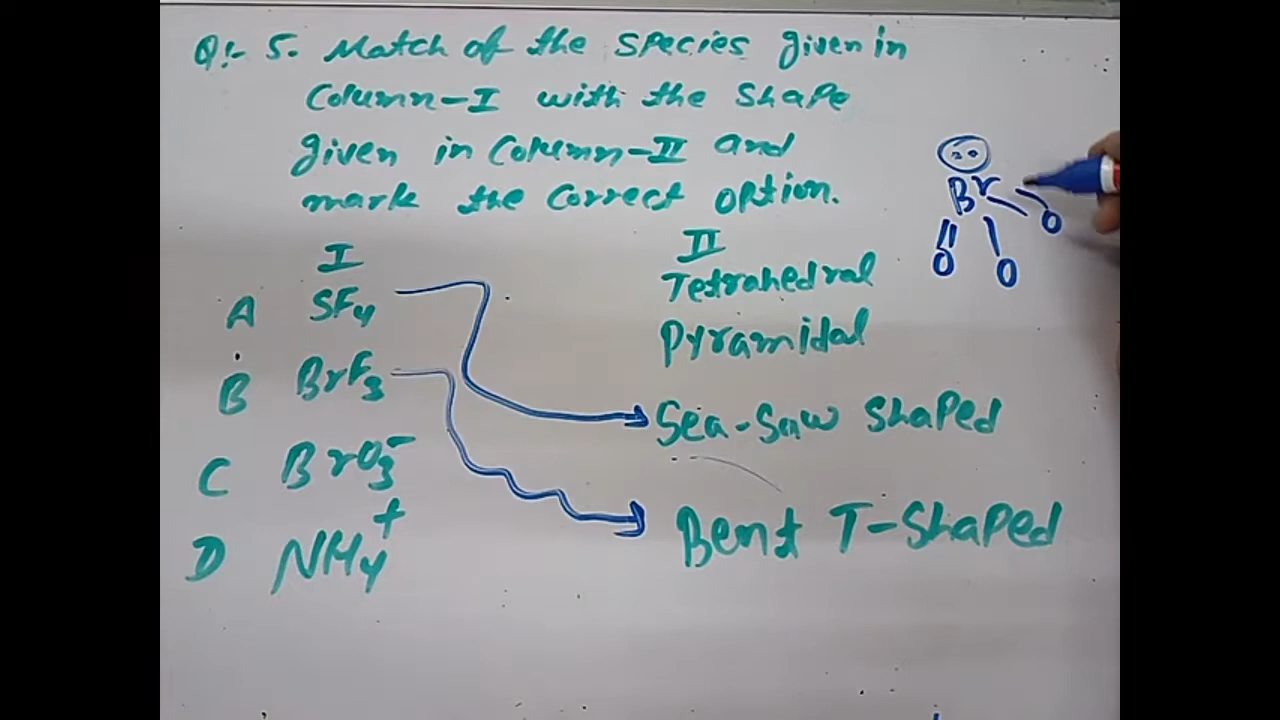 Q:- 5. Match of the species given in
Column-I with the shape
given in Column-II and
mark the correct option.
I II
A SF4 Tetrahedral
B BrF3 Pyramidal
C BrO3- Sea-Saw shaped
D NH4+ Bent T-Shaped
Br
O O O